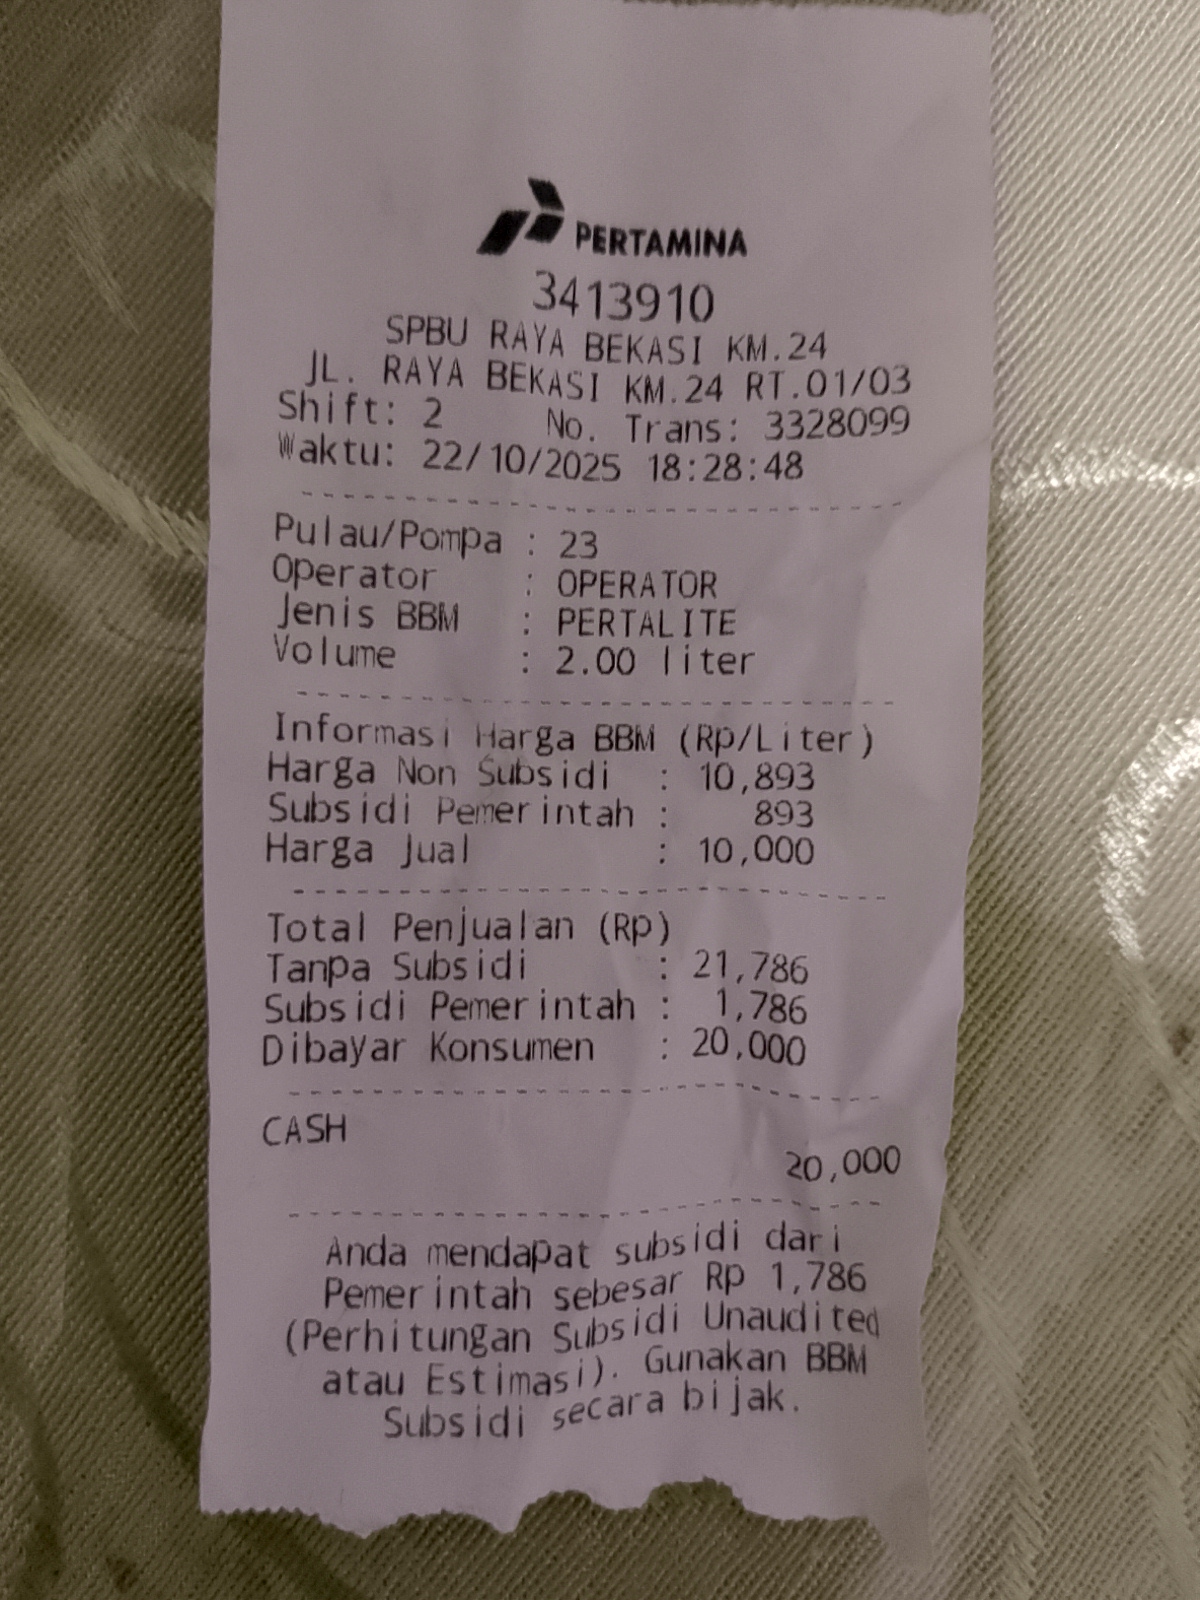 PERTAMINA
3413910
SPBU RAYA BEKASI KM.24
JL. RAYA BEKASI KM.24 RT.01/03
Shift: 2 No. Trans: 3328099
Waktu: 22/10/2025 18:28:48
Pulau/Pompa : 23
Operator : OPERATOR
Jenis BBM : PERTALITE
Volume : 2.00 liter
Informasi Harga BBM (Rp/Liter)
Harga Non Subsidi : 10,893
Subsidi Pemerintah : 893
Harga Jual : 10,000
Total Penjualan (Rp)
Tanpa Subsidi : 21,786
Subsidi Pemerintah : 1,786
Dibayar Konsumen : 20,000
CASH
20,000
Anda mendapat subsidi dari
Pemerintah sebesar Rp 1,786
(Perhitungan Subsidi Unaudited
atau Estimasi). Gunakan BBM
Subsidi secara bijak.